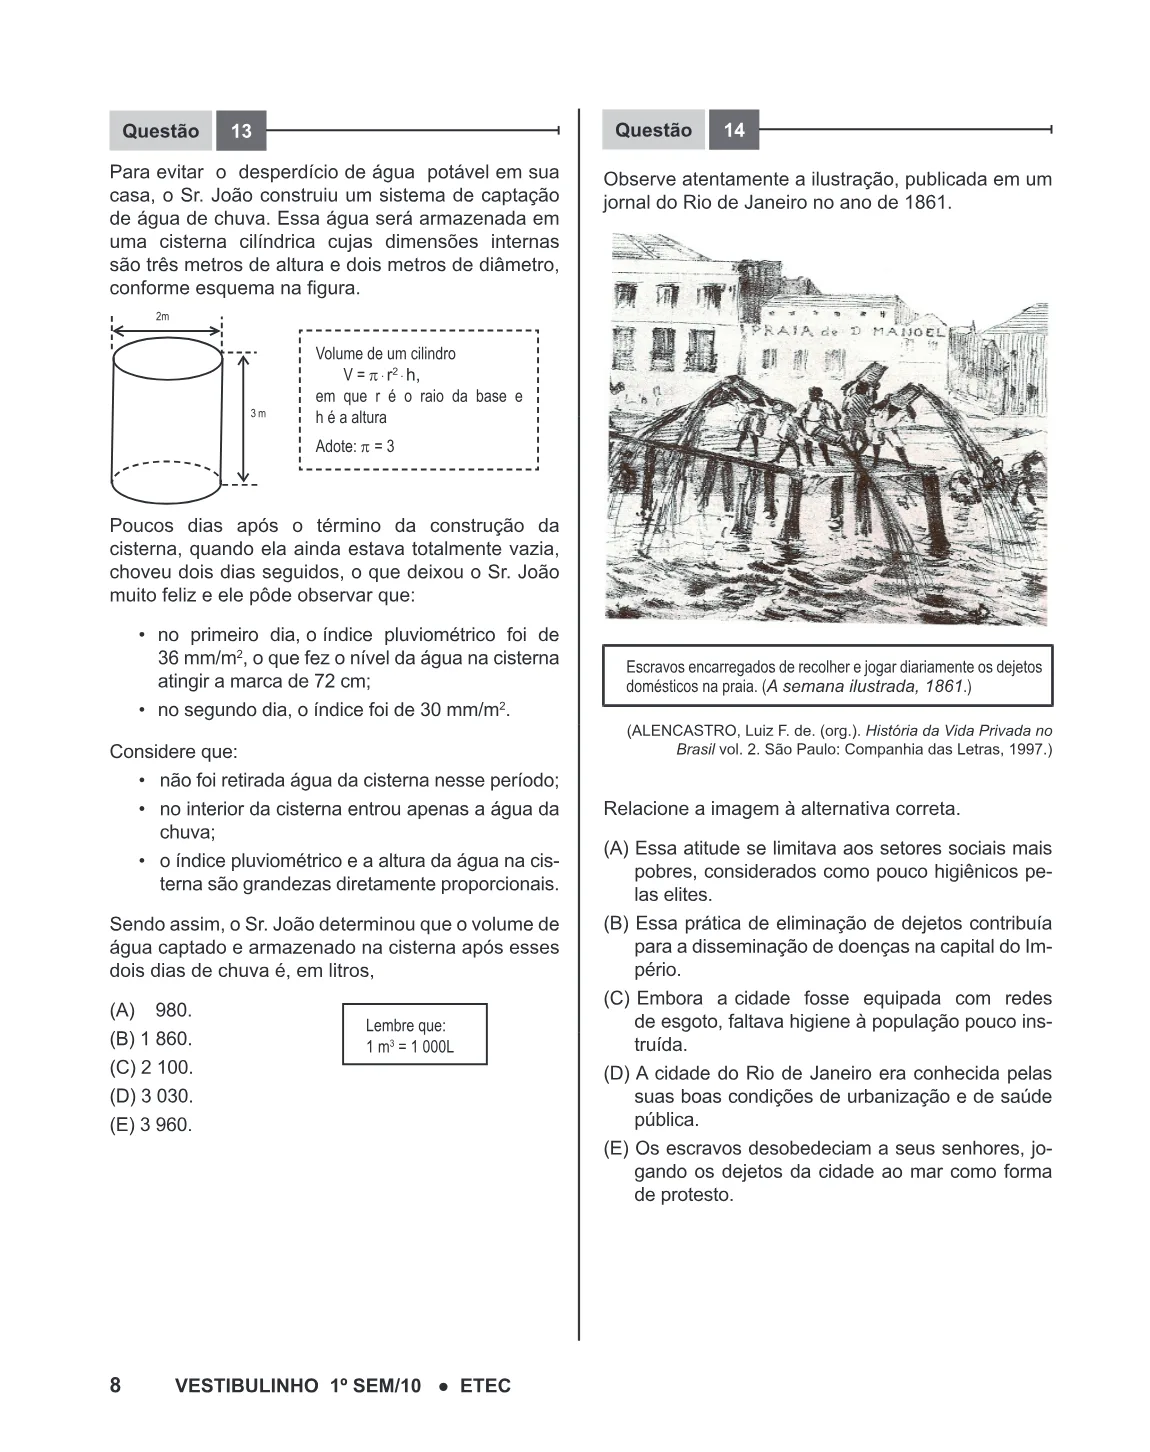 Questão 13
Para evitar o desperdício de água potável em sua
casa, o Sr. João construiu um sistema de captação
de água de chuva. Essa água será armazenada em
uma cisterna cilíndrica cujas dimensões internas
são três metros de altura e dois metros de diâmetro,
conforme esquema na figura.
2m
3 m
Volume de um cilindro
V = π · r² · h,
em que r é o raio da base e
h é a altura
Adote: π = 3
Poucos dias após o término da construção da
cisterna, quando ela ainda estava totalmente vazia,
choveu dois dias seguidos, o que deixou o Sr. João
muito feliz e ele pôde observar que:
• no primeiro dia, o índice pluviométrico foi de
36 mm/m², o que fez o nível da água na cisterna
atingir a marca de 72 cm;
• no segundo dia, o índice foi de 30 mm/m².
Considere que:
• não foi retirada água da cisterna nesse período;
• no interior da cisterna entrou apenas a água da
chuva;
• o índice pluviométrico e a altura da água na cis-
terna são grandezas diretamente proporcionais.
Sendo assim, o Sr. João determinou que o volume de
água captado e armazenado na cisterna após esses
dois dias de chuva é, em litros,
(A) 980.
(B) 1 860.
(C) 2 100.
(D) 3 030.
(E) 3 960.
Lembre que:
1 m³ = 1 000L
Questão 14
Observe atentamente a ilustração, publicada em um
jornal do Rio de Janeiro no ano de 1861.
PRAIA de D MANOEL
Escravos encarregados de recolher e jogar diariamente os dejetos
domésticos na praia. (A semana ilustrada, 1861.)
(ALENCASTRO, Luiz F. de. (org.). História da Vida Privada no
Brasil vol. 2. São Paulo: Companhia das Letras, 1997.)
Relacione a imagem à alternativa correta.
(A) Essa atitude se limitava aos setores sociais mais
pobres, considerados como pouco higiênicos pe-
las elites.
(B) Essa prática de eliminação de dejetos contribuía
para a disseminação de doenças na capital do Im-
pério.
(C) Embora a cidade fosse equipada com redes
de esgoto, faltava higiene à população pouco ins-
truída.
(D) A cidade do Rio de Janeiro era conhecida pelas
suas boas condições de urbanização e de saúde
pública.
(E) Os escravos desobedeciam a seus senhores, jo-
gando os dejetos da cidade ao mar como forma
de protesto.
8 VESTIBULINHO 1º SEM/10 ● ETEC